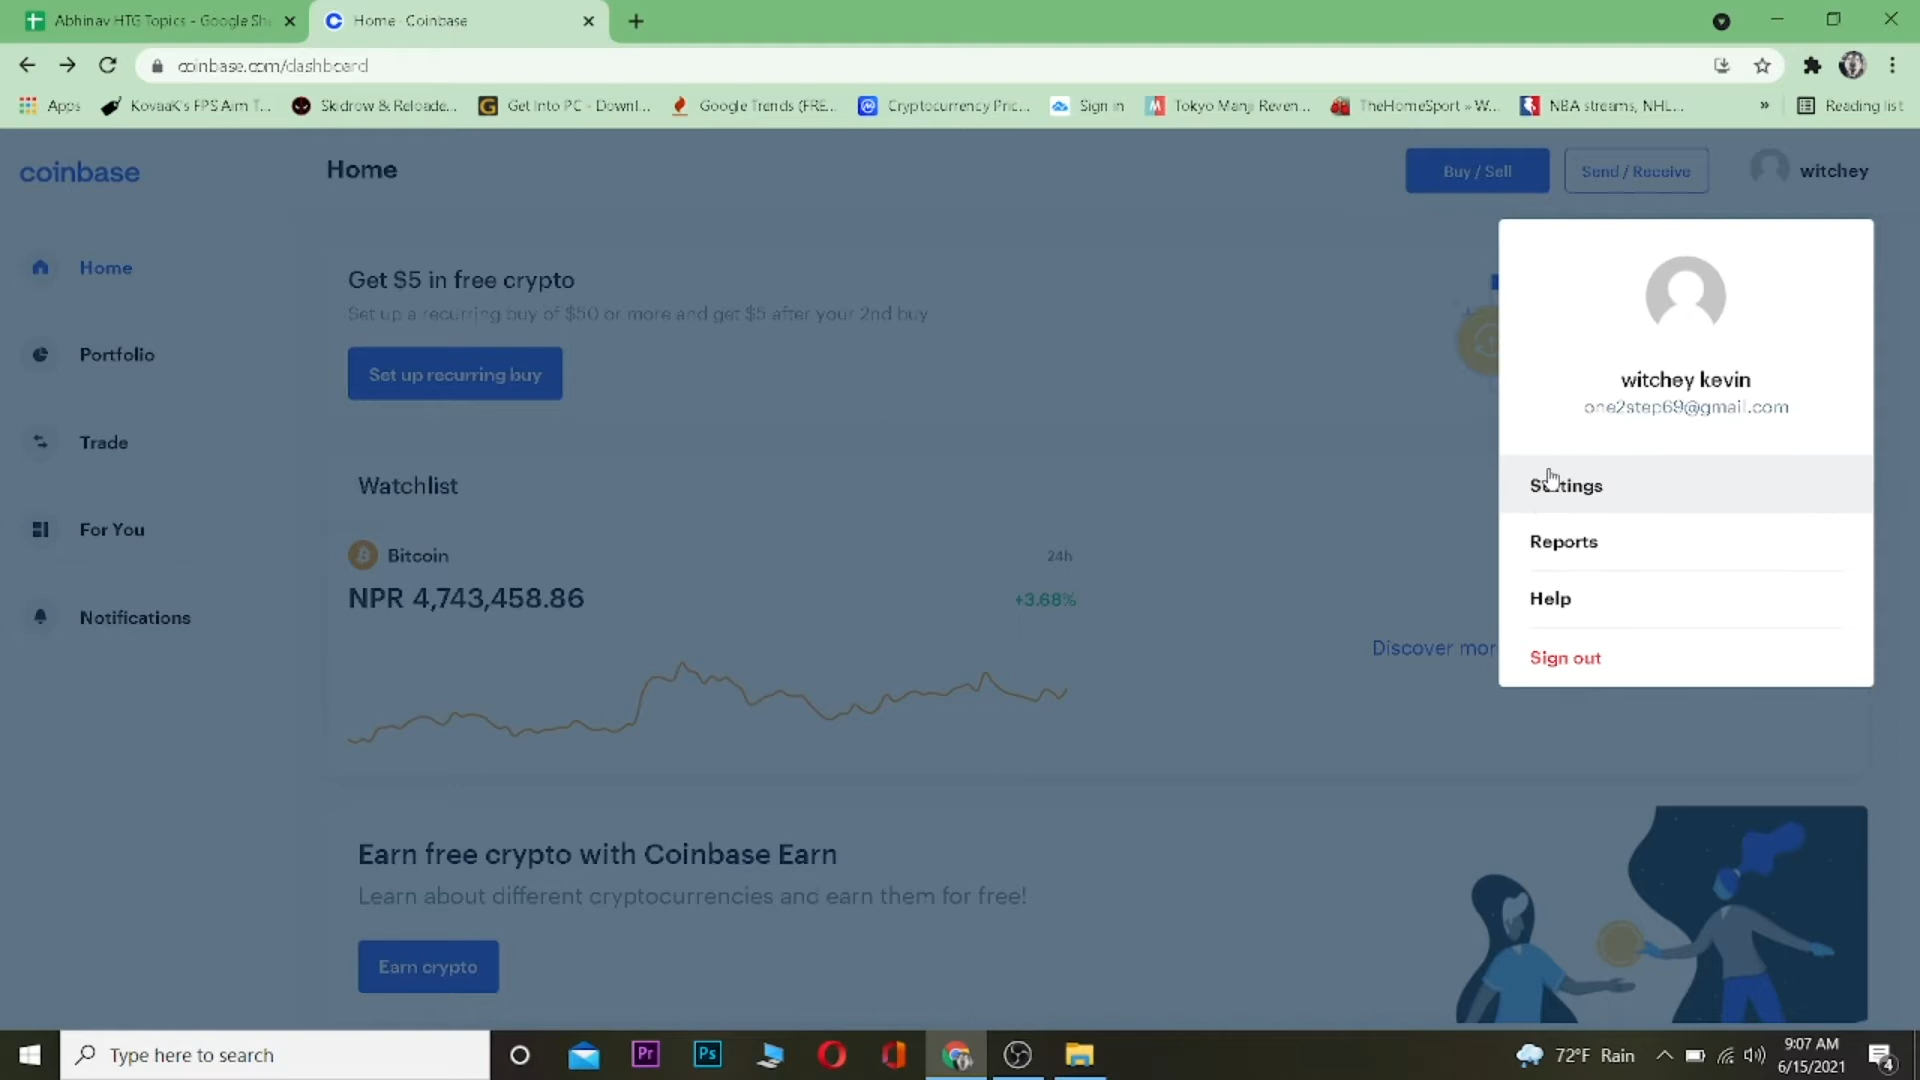 Abhinav HTG Topics - Google She
Home - Coinbase
coinbase.com/dashboard
Apps
KovaaK's FPS Aim T...
Skidrow & Reloade...
Get Into PC - Downl...
Google Trends (FRE...
Cryptocurrency Pric...
Sign in
Tokyo Manji Reven...
TheHomeSport » W...
NBA streams, NHL...
»
Reading list
coinbase
Home
Buy / Sell
Send / Receive
witchey
Home
Portfolio
Trade
For You
Notifications
Get $5 in free crypto
Set up a recurring buy of $50 or more and get $5 after your 2nd buy
Set up recurring buy
witchey kevin
one2step69@gmail.com
Settings
Reports
Help
Sign out
Watchlist
Bitcoin
24h
NPR 4,743,458.86
+3.68%
Discover mor
Earn free crypto with Coinbase Earn
Learn about different cryptocurrencies and earn them for free!
Earn crypto
Type here to search
Pr
Ps
72°F Rain
9:07 AM
6/15/2021
4